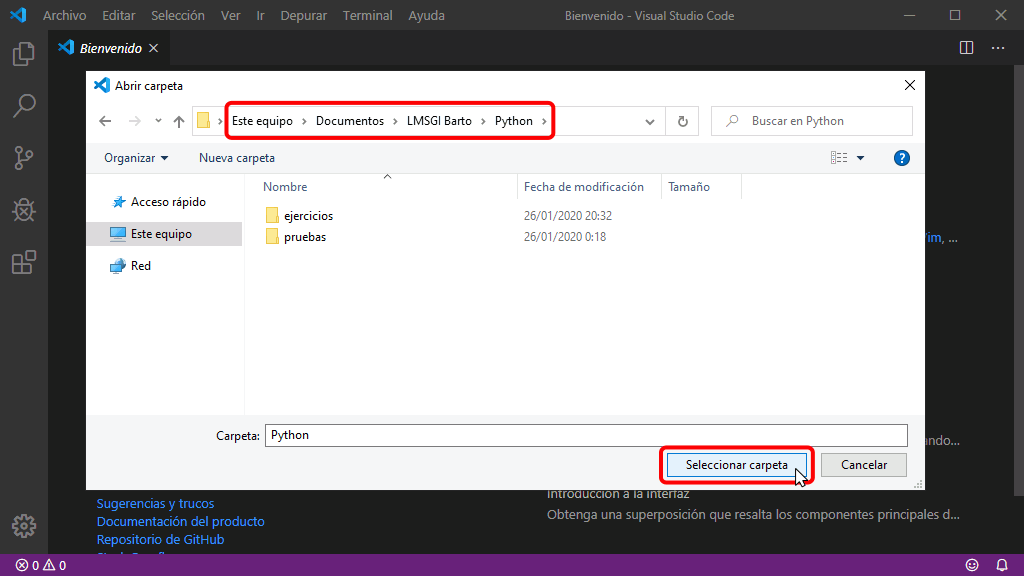 Archivo Editar Selección Ver Ir Depurar Terminal Ayuda Bienvenido - Visual Studio Code
Bienvenido
Abrir carpeta
Este equipo › Documentos › LMSGI Barto › Python ›
Buscar en Python
Organizar Nueva carpeta
?
Nombre Fecha de modificación Tamaño
Acceso rápido
Este equipo
Red
ejercicios 26/01/2020 20:32
pruebas 26/01/2020 0:18
Carpeta: Python
Seleccionar carpeta Cancelar
Sugerencias y trucos
Documentación del producto
Repositorio de GitHub
Introducción a la interfaz
Obtenga una superposición que resalta los componentes principales d...
0 0